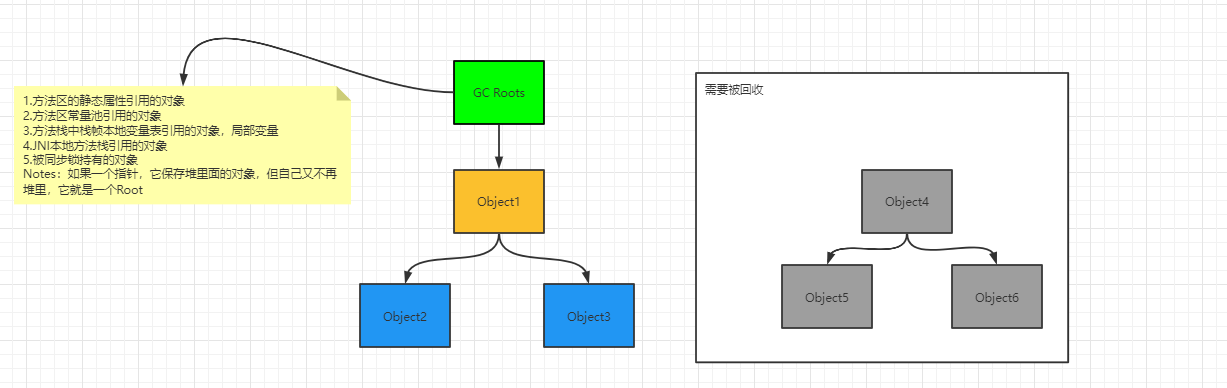 1.方法区的静态属性引用的对象
2.方法区常量池引用的对象
3.方法栈中栈帧本地变量表引用的对象，局部变量
4.JNI本地方法栈引用的对象
5.被同步锁持有的对象
Notes：如果一个指针，它保存堆里面的对象，但自己又不再
堆里，它就是一个Root
GC Roots
Object1
Object2
Object3
需要被回收
Object4
Object5
Object6